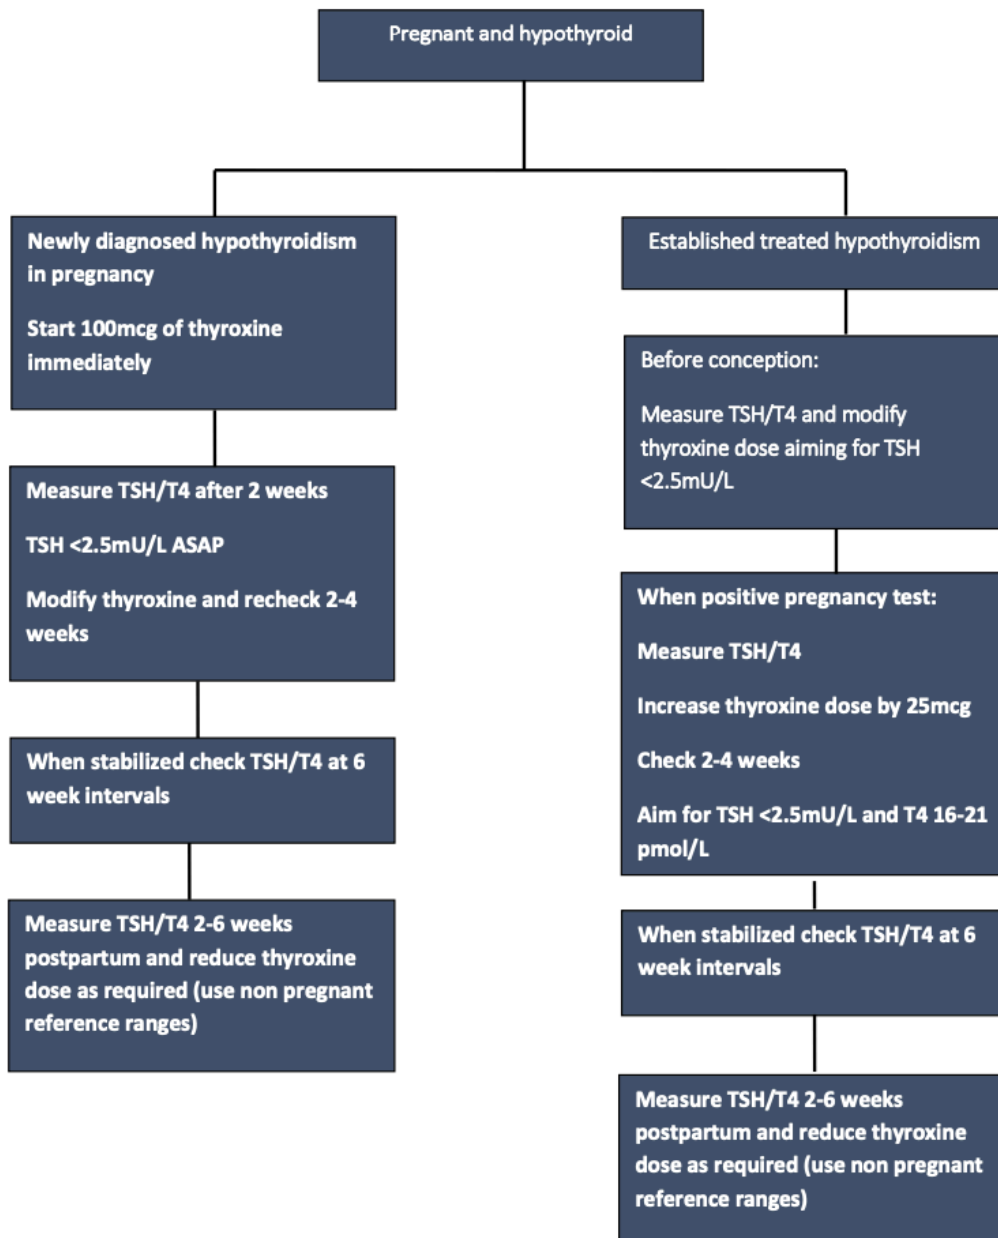 Pregnant and hypothyroid
Newly diagnosed hypothyroidism
in pregnancy
Start 100mcg of thyroxine
immediately
Measure TSH/T4 after 2 weeks
TSH <2.5mU/L ASAP
Modify thyroxine and recheck 2-4
weeks
When stabilized check TSH/T4 at 6
week intervals
Measure TSH/T4 2-6 weeks
postpartum and reduce thyroxine
dose as required (use non pregnant
reference ranges)
Established treated hypothyroidism
Before conception:
Measure TSH/T4 and modify
thyroxine dose aiming for TSH
<2.5mU/L
When positive pregnancy test:
Measure TSH/T4
Increase thyroxine dose by 25mcg
Check 2-4 weeks
Aim for TSH <2.5mU/L and T4 16-21
pmol/L
When stabilized check TSH/T4 at 6
week intervals
Measure TSH/T4 2-6 weeks
postpartum and reduce thyroxine
dose as required (use non pregnant
reference ranges)